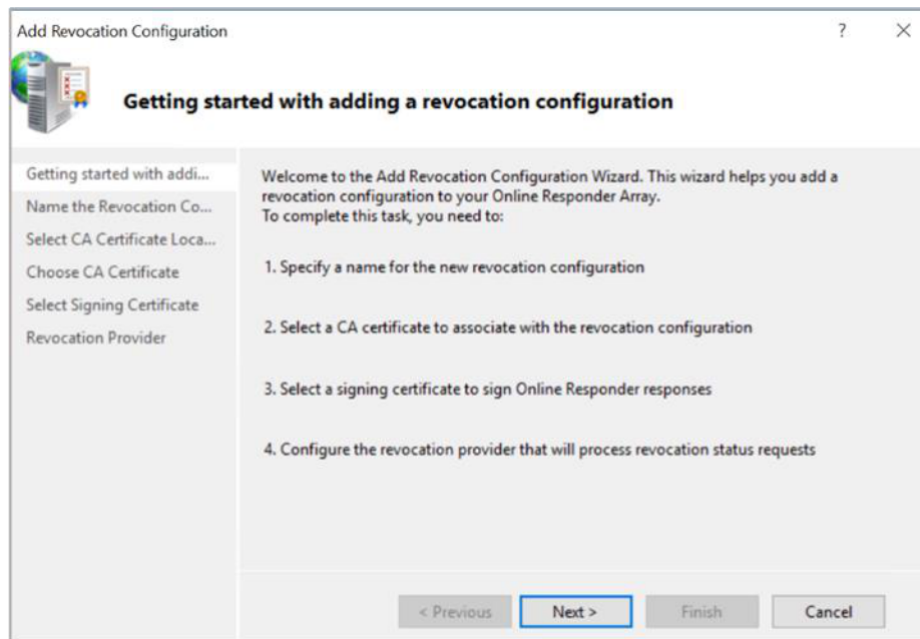 Add Revocation Configuration
?
Getting started with adding a revocation configuration
Getting started with addi...
Name the Revocation Co...
Select CA Certificate Loca...
Choose CA Certificate
Select Signing Certificate
Revocation Provider
Welcome to the Add Revocation Configuration Wizard. This wizard helps you add a
revocation configuration to your Online Responder Array.
To complete this task, you need to:
1. Specify a name for the new revocation configuration
2. Select a CA certificate to associate with the revocation configuration
3. Select a signing certificate to sign Online Responder responses
4. Configure the revocation provider that will process revocation status requests
< Previous
Next >
Finish
Cancel